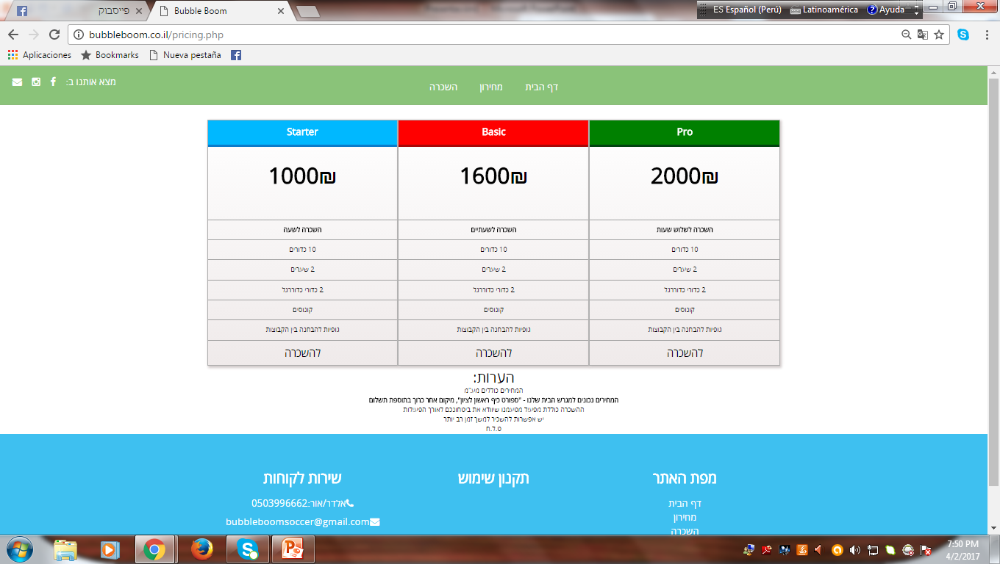 פייסבוק
Bubble Boom
ES Español (Perú)
Latinoamérica
Ayuda
bubbleboom.co.il/pricing.php
Aplicaciones
Bookmarks
Nueva pestaña
מצא אותנו ב:
דף הבית
מחירון
השכרה
Starter
Basic
Pro
1000₪
1600₪
2000₪
השכרה לשעה
השכרה לשעתיים
השכרה לשלוש שעות
10 כדורים
10 כדורים
10 כדורים
2 שערים
2 שערים
2 שערים
2 כדורי כדוררגל
2 כדורי כדוררגל
2 כדורי כדוררגל
קונוסים
קונוסים
קונוסים
גופיות להבחנה בין הקבוצות
גופיות להבחנה בין הקבוצות
גופיות להבחנה בין הקבוצות
להשכרה
להשכרה
להשכרה
הערות:
המחירים כוללים מע"מ
המחירים נכונים למגרש הבית שלנו - "ספורט כיף ראשון לציון", מיקום אחר כרוך בתוספת תשלום
ההשכרה כוללת מפעיל מטעמנו שיוודא את ביטחונכם לאורך הפעילות
יש אפשרות להשכיר למשך זמן רב יותר
ט.ל.ח
מפת האתר
דף הבית
מחירון
השכרה
תקנון שימוש
שירות לקוחות
אלדר/אור:0503996662
bubbleboomsoccer@gmail.com
7:50 PM
4/2/2017